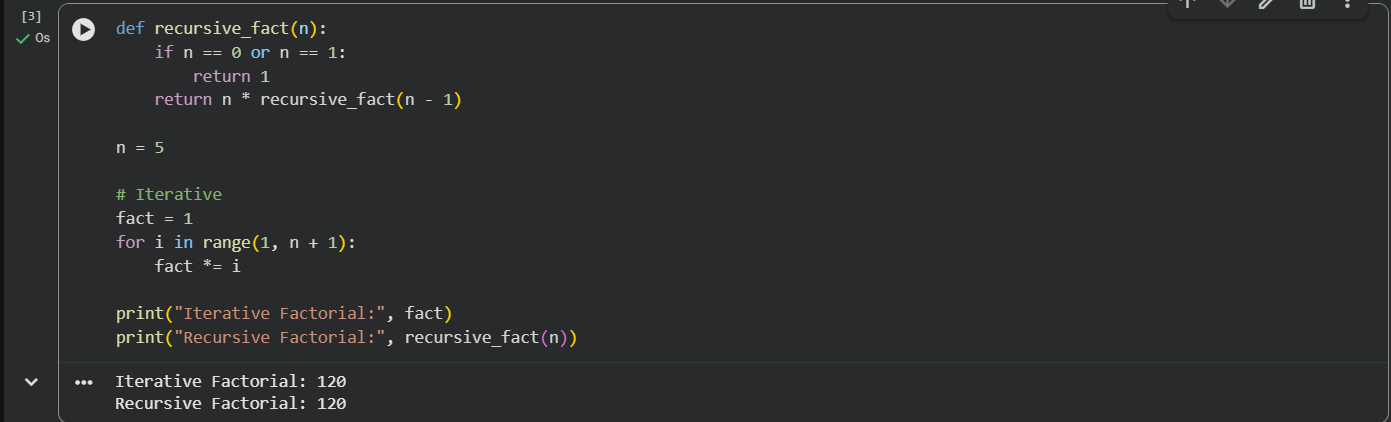 [3]
0s
def recursive_fact(n):
    if n == 0 or n == 1:
        return 1
    return n * recursive_fact(n - 1)

n = 5

# Iterative
fact = 1
for i in range(1, n + 1):
    fact *= i

print("Iterative Factorial:", fact)
print("Recursive Factorial:", recursive_fact(n))
Iterative Factorial: 120
Recursive Factorial: 120